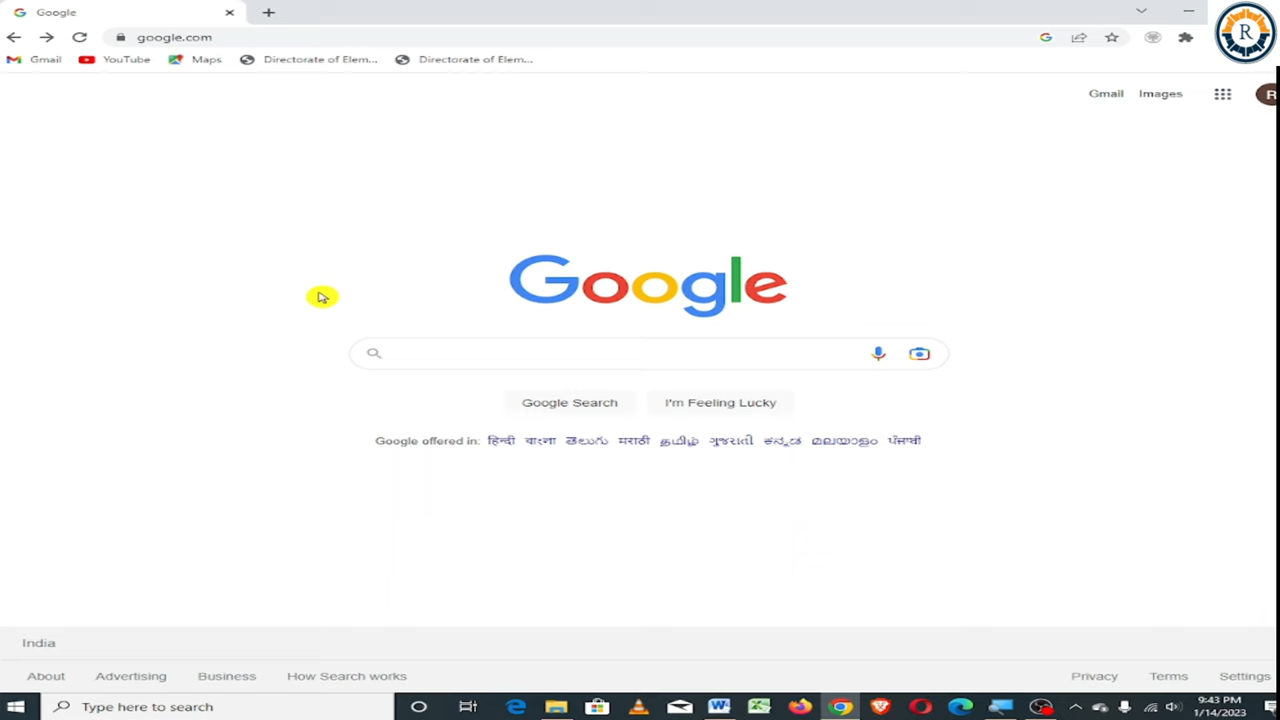 Google
google.com
Gmail YouTube Maps Directorate of Elem... Directorate of Elem...
R
Gmail Images R
Google
Google Search I'm Feeling Lucky
Google offered in: हिन्दी বাংলা తెలుగు मराठी தமிழ் ગુજરાતી ಕನ್ನಡ മലയാളം ਪੰਜਾਬੀ
India
About Advertising Business How Search works Privacy Terms Settings
Type here to search
9:43 PM
1/14/2023